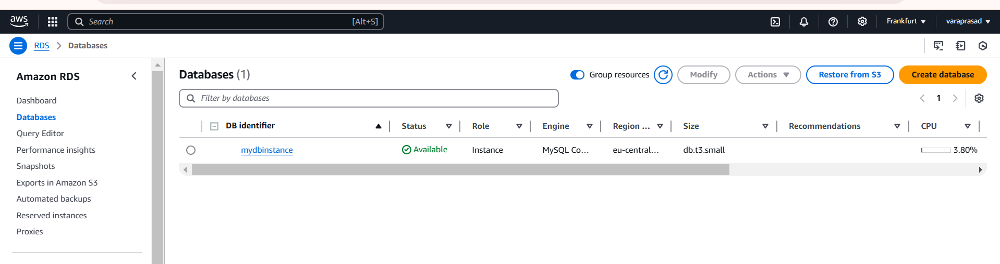 aws Search [Alt+S] Frankfurt ▼ varaprasad ▼
RDS > Databases
Amazon RDS
Dashboard
Databases
Query Editor
Performance insights
Snapshots
Exports in Amazon S3
Automated backups
Reserved instances
Proxies
Databases (1) Group resources Modify Actions ▼ Restore from S3 Create database
Filter by databases
1
DB identifier Status Role Engine Region ... Size Recommendations CPU
mydbinstance Available Instance MySQL Co... eu-central... db.t3.small 3.80%